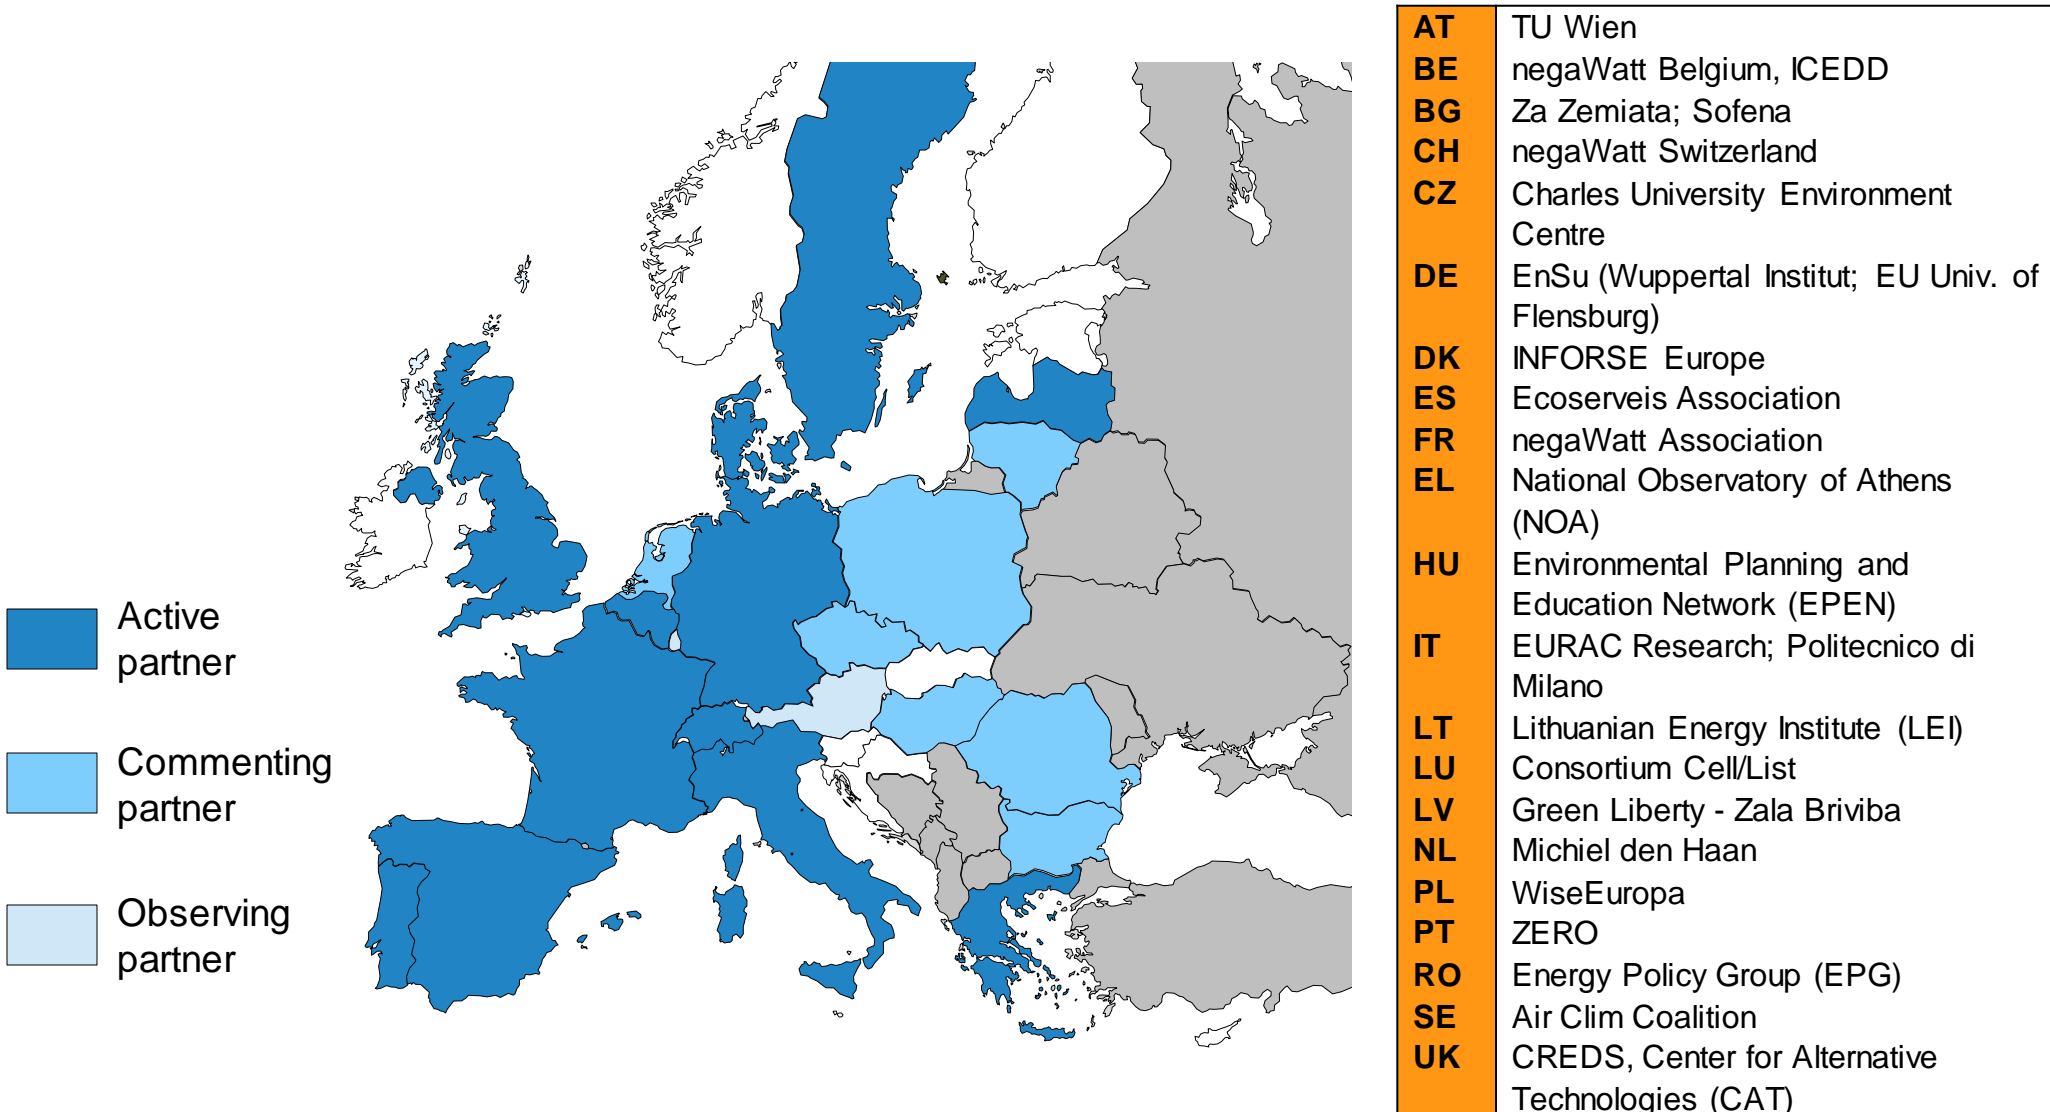 Active
partner
Commenting
partner
Observing
partner
AT TU Wien
BE negaWatt Belgium, ICEDD
BG Za Zemiata; Sofena
CH negaWatt Switzerland
CZ Charles University Environment
Centre
DE EnSu (Wuppertal Institut; EU Univ. of
Flensburg)
DK INFORSE Europe
ES Ecoserveis Association
FR negaWatt Association
EL National Observatory of Athens
(NOA)
HU Environmental Planning and
Education Network (EPEN)
IT EURAC Research; Politecnico di
Milano
LT Lithuanian Energy Institute (LEI)
LU Consortium Cell/List
LV Green Liberty - Zala Briviba
NL Michiel den Haan
PL WiseEuropa
PT ZERO
RO Energy Policy Group (EPG)
SE Air Clim Coalition
UK CREDS, Center for Alternative
Technologies (CAT)